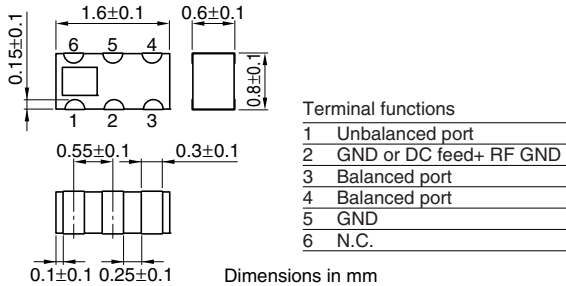 1.6±0.1
0.6±0.1
0.15±0.1
6 5 4
0.8±0.1
1 2 3
0.55±0.1
0.3±0.1
0.1±0.1 0.25±0.1
Dimensions in mm
Terminal functions
1 Unbalanced port
2 GND or DC feed+ RF GND
3 Balanced port
4 Balanced port
5 GND
6 N.C.